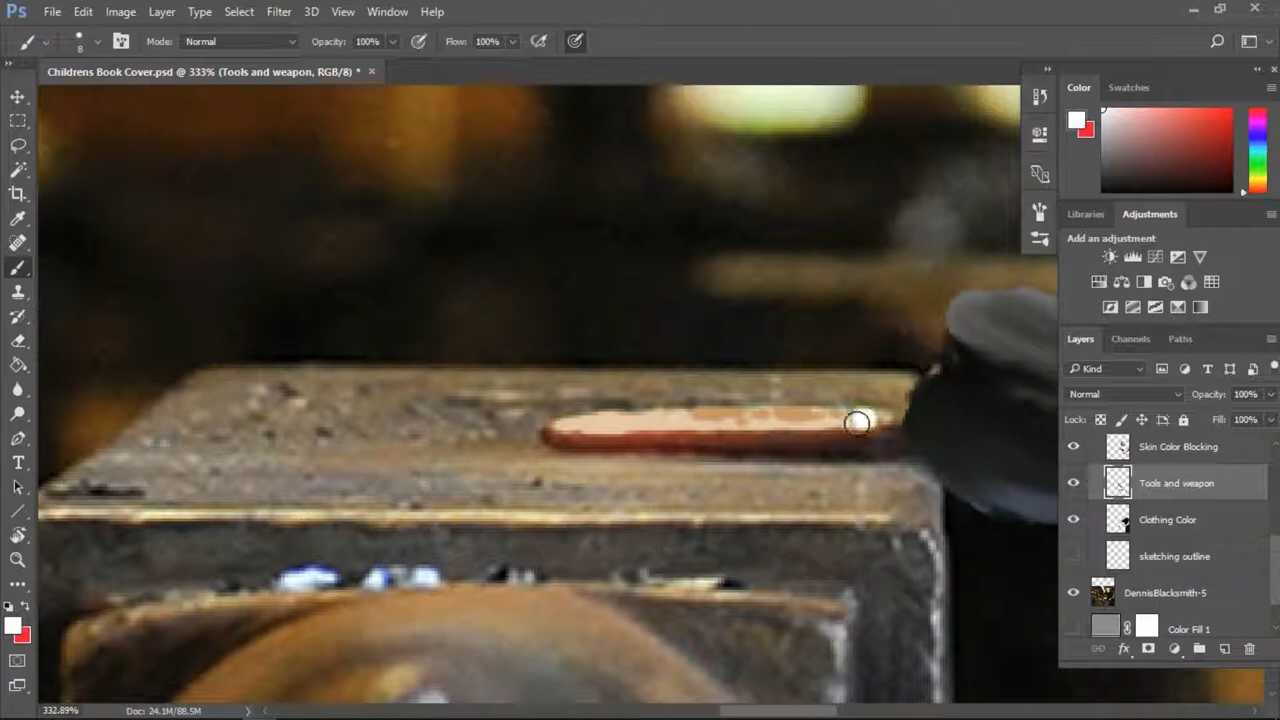 Ps File Edit Image Layer Type Select Filter 3D View Window Help
8 Mode: Normal Opacity: 100% Flow: 100%
Childrens Book Cover.psd @ 333% (Tools and weapon, RGB/8) *
Color Swatches
Libraries Adjustments
Add an adjustment
Layers Channels Paths
Kind
Normal Opacity: 100%
Lock: Fill: 100%
Skin Color Blocking
Tools and weapon
Clothing Color
sketching outline
DennisBlacksmith-5
Color Fill 1
332.89% Doc: 24.1M/88.5M